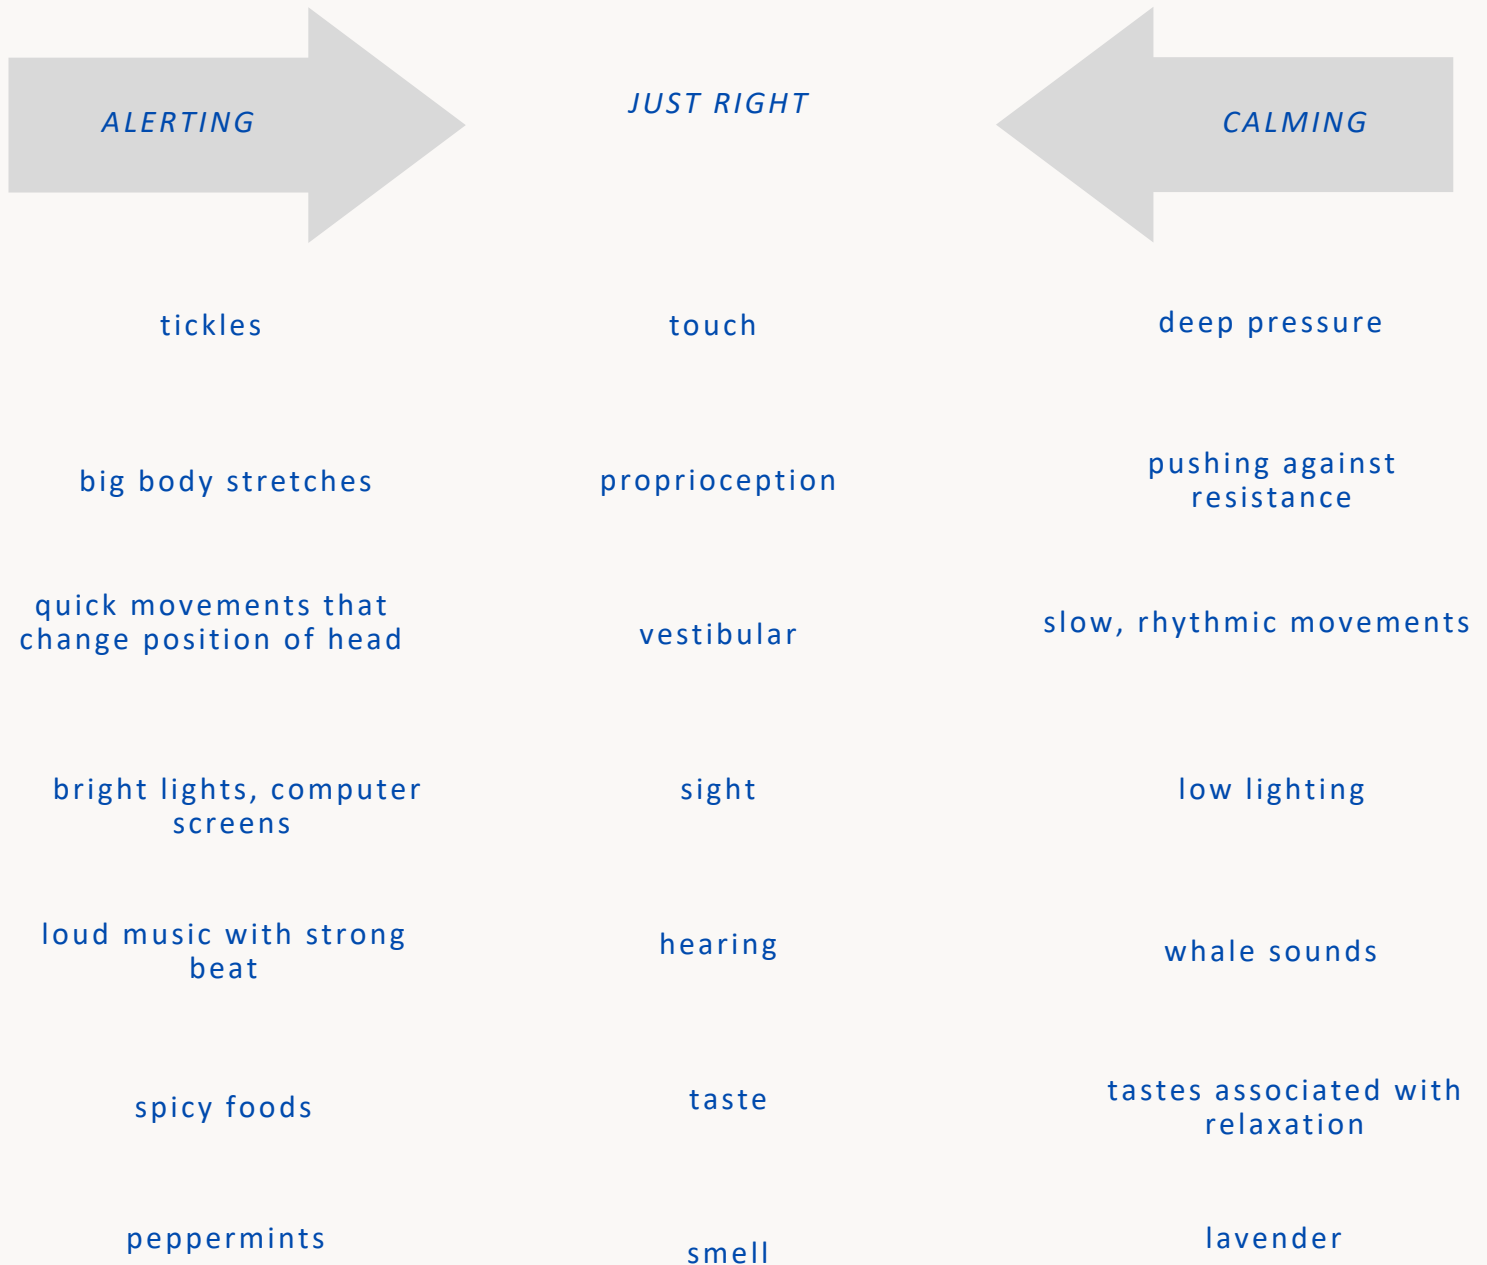 ALERTING
JUST RIGHT
CALMING
tickles
touch
deep pressure
big body stretches
proprioception
pushing against
resistance
quick movements that
change position of head
vestibular
slow, rhythmic movements
bright lights, computer
screens
sight
low lighting
loud music with strong
beat
hearing
whale sounds
spicy foods
taste
tastes associated with
relaxation
peppermints
smell
lavender